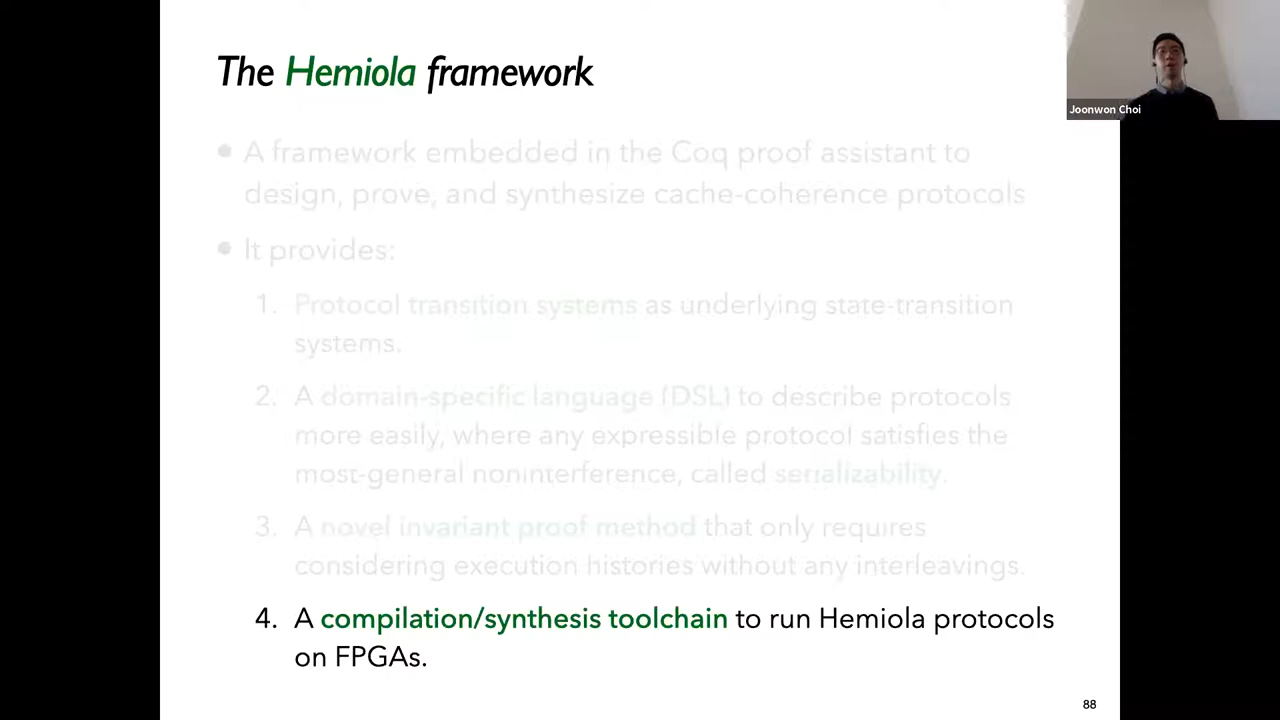 The Hemiola framework
Joonwon Choi
• A framework embedded in the Coq proof assistant to
design, prove, and synthesize cache-coherence protocols
• It provides:
1. Protocol transition systems as underlying state-transition
systems.
2. A domain-specific language (DSL) to describe protocols
more easily, where any expressible protocol satisfies the
most-general noninterference, called serializability.
3. A novel invariant proof method that only requires
considering execution histories without any interleavings.
4. A compilation/synthesis toolchain to run Hemiola protocols
on FPGAs.
88